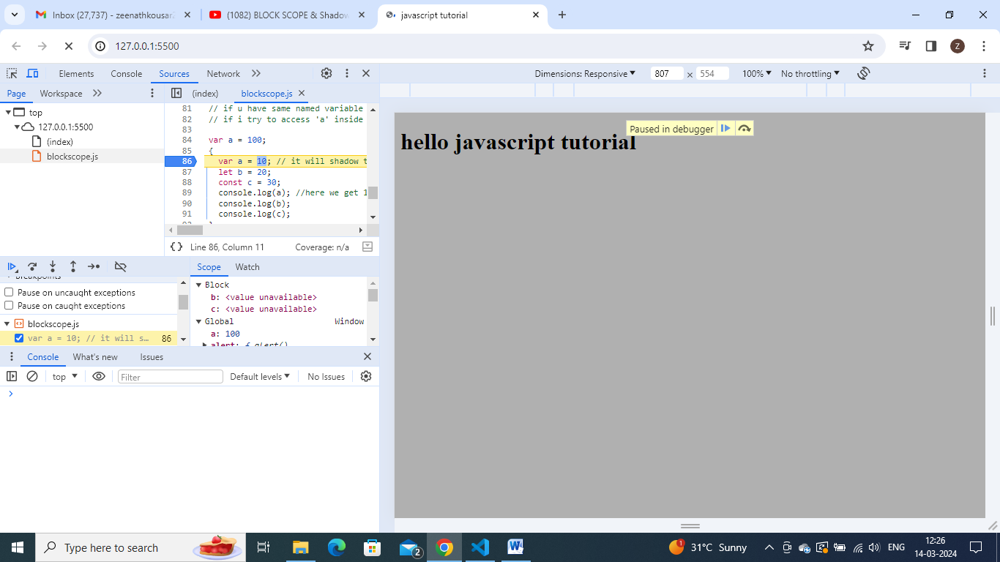 Inbox (27,737) - zeenathkousar2
(1082) BLOCK SCOPE & Shadow
javascript tutorial
127.0.0.1:5500
Z
Elements Console Sources Network
Dimensions: Responsive 807 × 554 100% No throttling
Page Workspace
(index) blockscope.js
top
127.0.0.1:5500
(index)
blockscope.js
81 // if u have same named variable
82 // if i try to access 'a' inside
83
84 var a = 100;
85 {
86 var a = 10; // it will shadow t
87 let b = 20;
88 const c = 30;
89 console.log(a); //here we get 1
90 console.log(b);
91 console.log(c);
92 }
{} Line 86, Column 11 Coverage: n/a
Paused in debugger
hello javascript tutorial
Breakpoints
Pause on uncaught exceptions
Pause on caught exceptions
blockscope.js
var a = 10; // it will s… 86
Scope Watch
Block
b: <value unavailable>
c: <value unavailable>
Global Window
a: 100
alert: ƒ alert()
Console What's new Issues
top Filter Default levels No Issues
Type here to search
2
W
1
31°C Sunny
ENG
12:26
14-03-2024